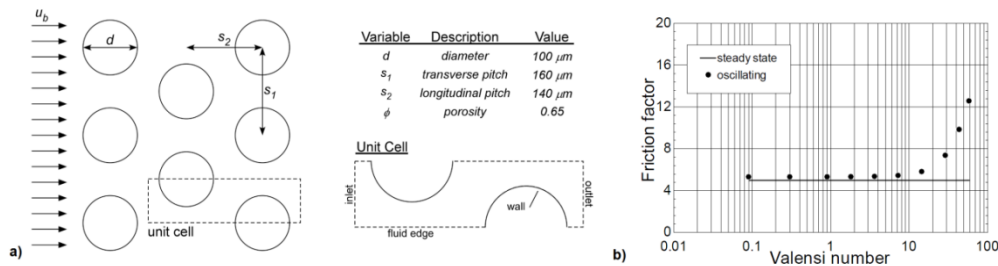 u_b
d
s_2
s_1
unit cell
a)
Variable Description Value
d diameter 100 μm
s_1 transverse pitch 160 μm
s_2 longitudinal pitch 140 μm
ϕ porosity 0.65
Unit Cell
inlet
wall
outlet
fluid edge
b)
Friction factor
20
16
12
8
4
0
steady state
oscillating
0.01 0.1 1 10 100
Valensi number